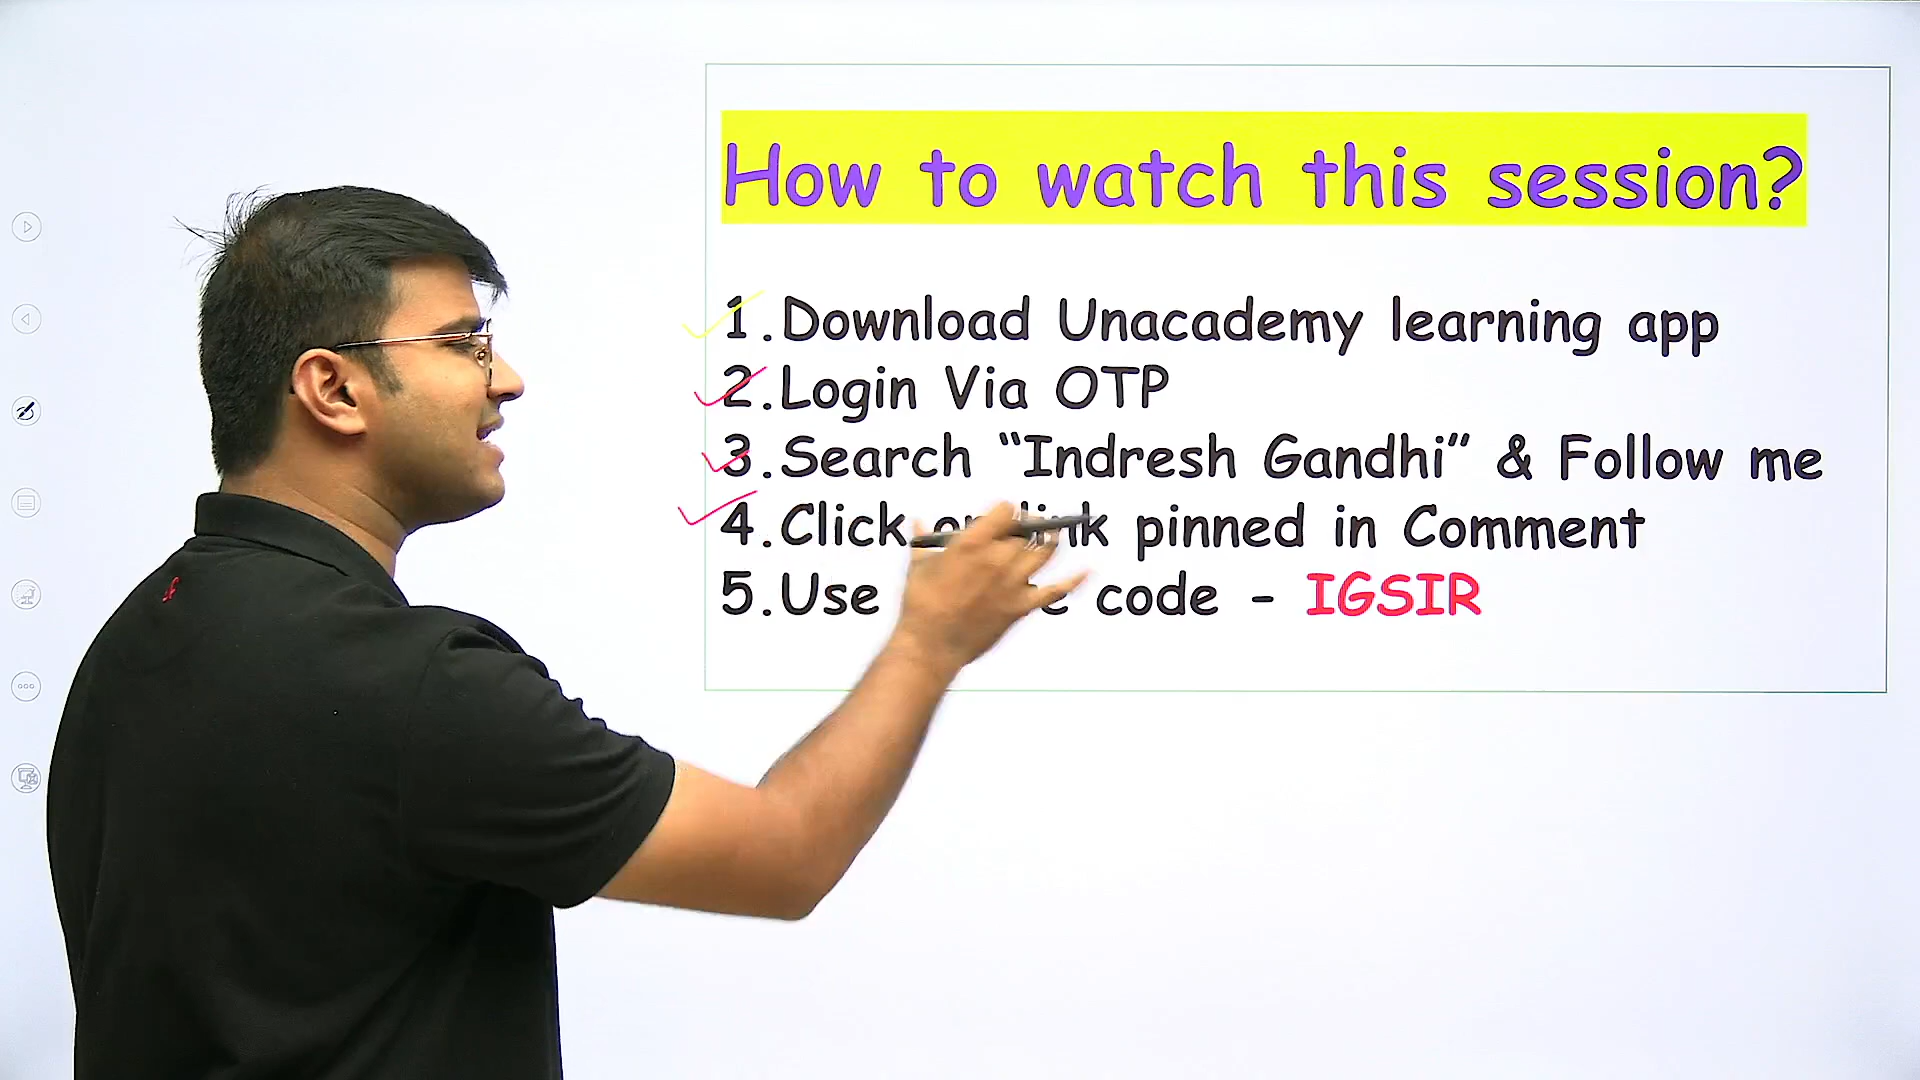 How to watch this session?
1.Download Unacademy learning app
2.Login Via OTP
3.Search “Indresh Gandhi” & Follow me
4.Click link pinned in Comment
5.Use code - IGSIR